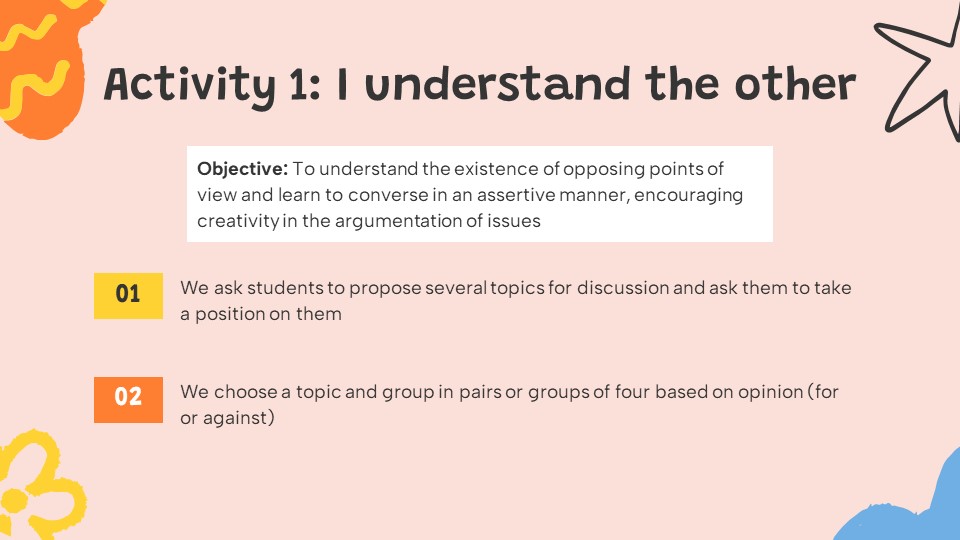 Activity 1: I understand the other
Objective: To understand the existence of opposing points of
view and learn to converse in an assertive manner, encouraging
creativity in the argumentation of issues
01
We ask students to propose several topics for discussion and ask them to take
a position on them
02
We choose a topic and group in pairs or groups of four based on opinion (for
or against)